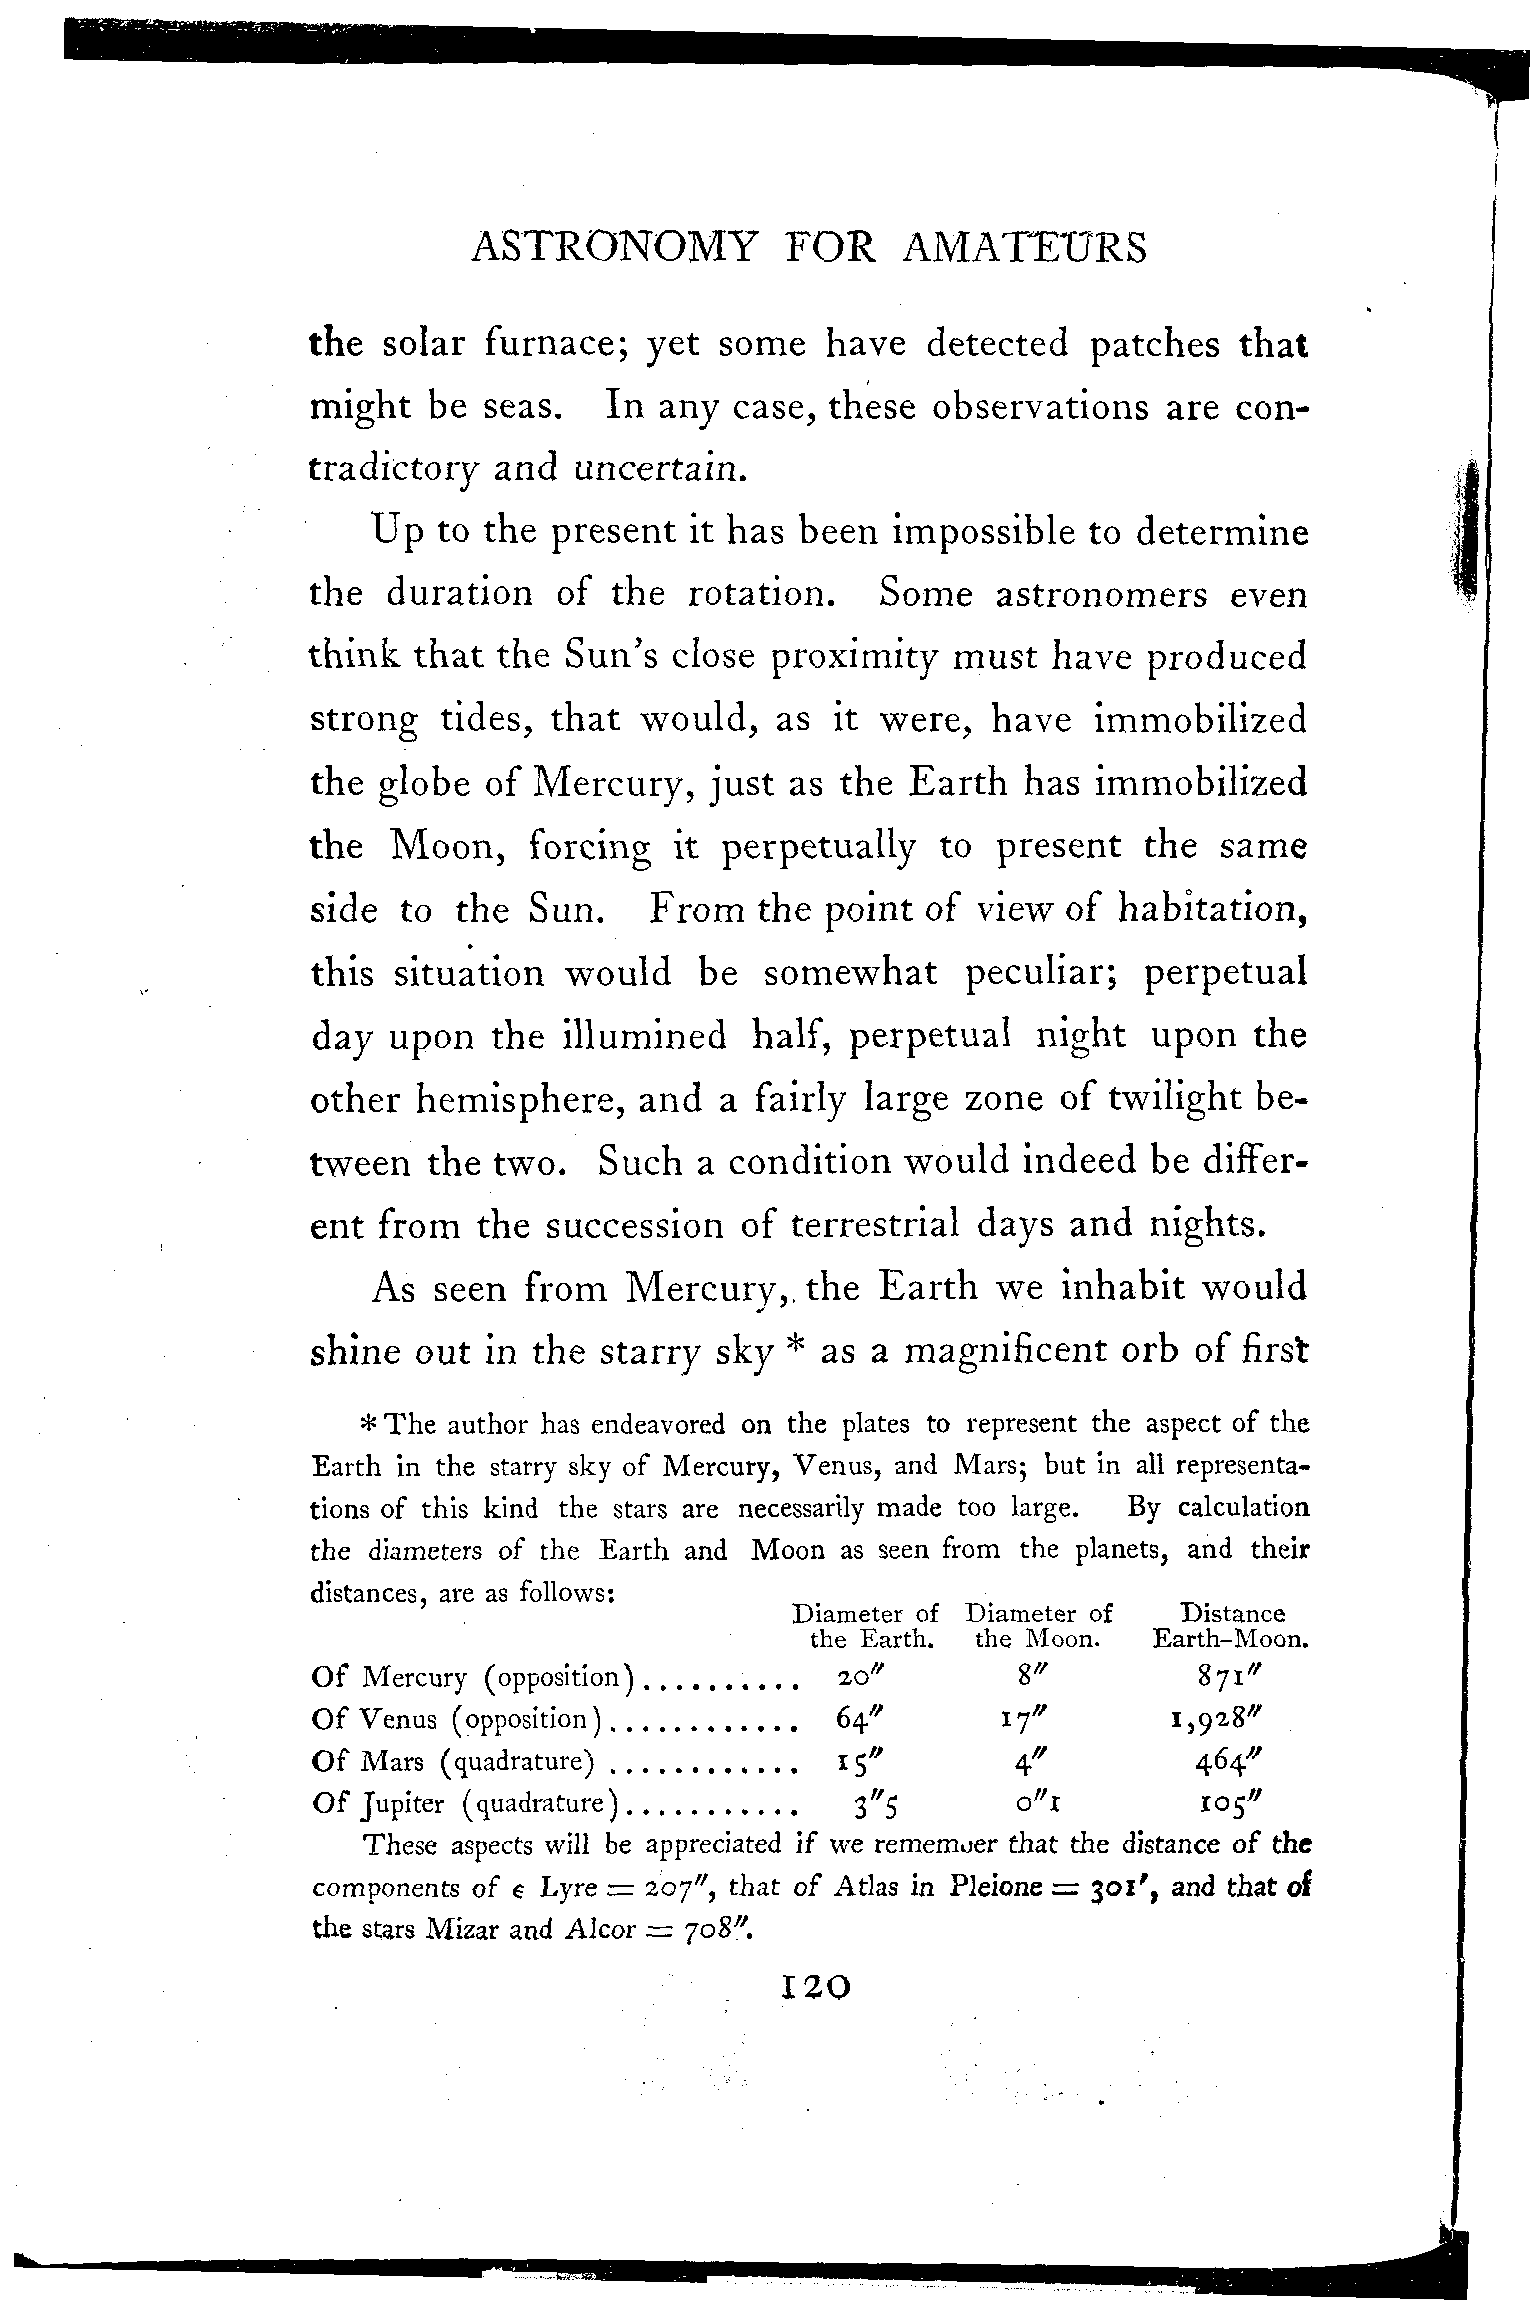 ASTRONOMY FOR AMATEURS
the solar furnace; yet some have detected patches that
might be seas. In any case, these observations are con-
tradictory and uncertain.
Up to the present it has been impossible to determine
the duration of the rotation. Some astronomers even
think that the Sun's close proximity must have produced
strong tides, that would, as it were, have immobilized
the globe of Mercury, just as the Earth has immobilized
the Moon, forcing it perpetually to present the same
side to the Sun. From the point of view of habitation,
this situation would be somewhat peculiar; perpetual
day upon the illumined half, perpetual night upon the
other hemisphere, and a fairly large zone of twilight be-
tween the two. Such a condition would indeed be differ-
ent from the succession of terrestrial days and nights.
As seen from Mercury, the Earth we inhabit would
shine out in the starry sky * as a magnificent orb of first
* The author has endeavored on the plates to represent the aspect of the
Earth in the starry sky of Mercury, Venus, and Mars; but in all representa-
tions of this kind the stars are necessarily made too large. By calculation
the diameters of the Earth and Moon as seen from the planets, and their
distances, are as follows:
Diameter of Diameter of Distance
the Earth. the Moon. Earth-Moon.
Of Mercury (opposition).......... 20″ 8″ 871″
Of Venus (opposition)............ 64″ 17″ 1,928″
Of Mars (quadrature) ............ 15″ 4″ 464″
Of Jupiter (quadrature)........... 3″5 0″1 105″
These aspects will be appreciated if we remember that the distance of the
components of ε Lyre = 207″, that of Atlas in Pleione = 301′, and that of
the stars Mizar and Alcor = 708″.
120